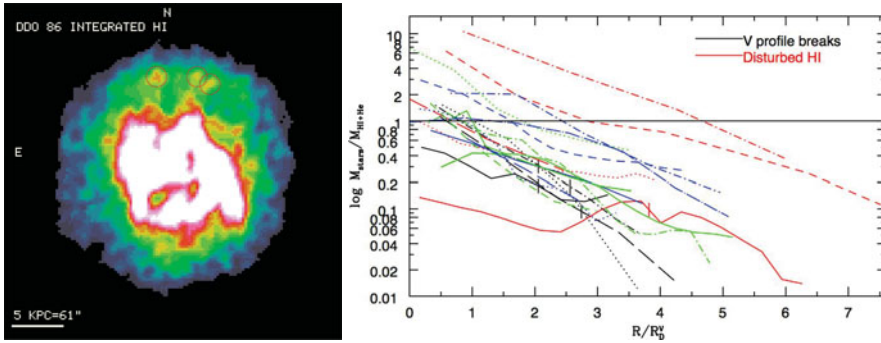 N
DDO 86 INTEGRATED HI
E
5 KPC=61"
V profile breaks
Disturbed HI
log M_stars/M_HI+He
10
8
6
4
2
1
0.8
0.6
0.4
0.2
0.1
0.08
0.06
0.04
0.02
0.01
0 1 2 3 4 5 6 7
R/R_D^V